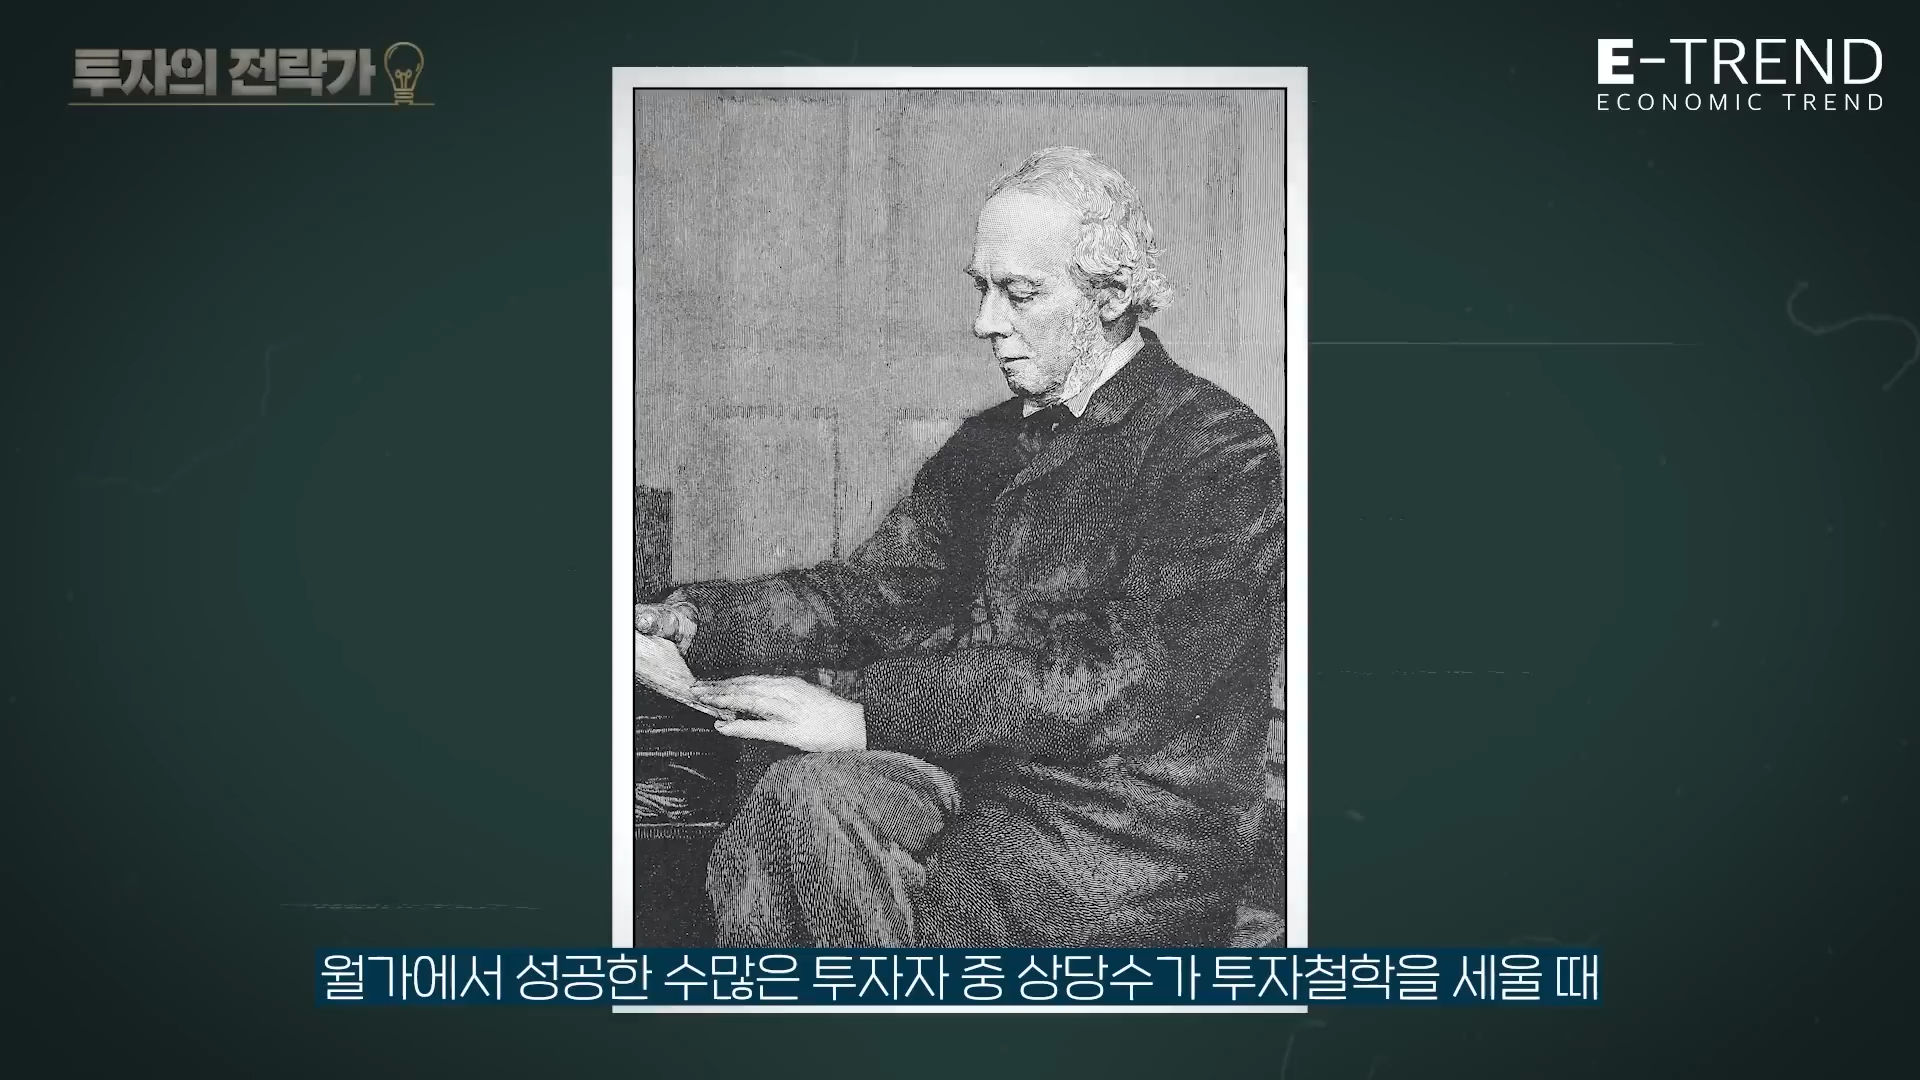 투자의 전략가
E-TREND
ECONOMIC TREND
월가에서 성공한 수많은 투자자 중 상당수가 투자철학을 세울 때